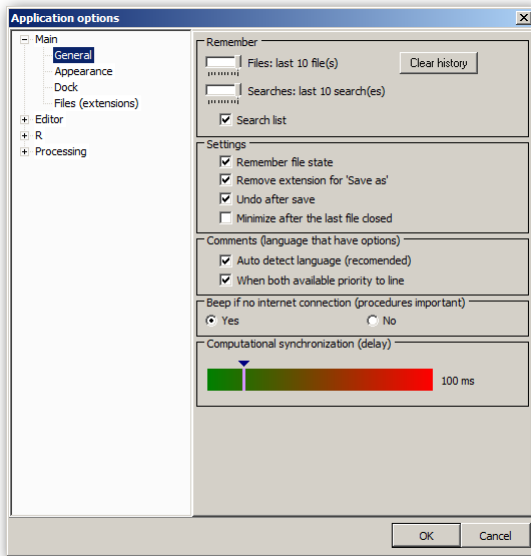 Application options
Main
General
Appearance
Dock
Files (extensions)
Editor
R
Processing
Remember
Files: last 10 file(s)
Clear history
Searches: last 10 search(es)
Search list
Settings
Remember file state
Remove extension for 'Save as'
Undo after save
Minimize after the last file closed
Comments (language that have options)
Auto detect language (recomended)
When both available priority to line
Beep if no internet connection (procedures important)
Yes No
Computational synchronization (delay)
100 ms
OK Cancel